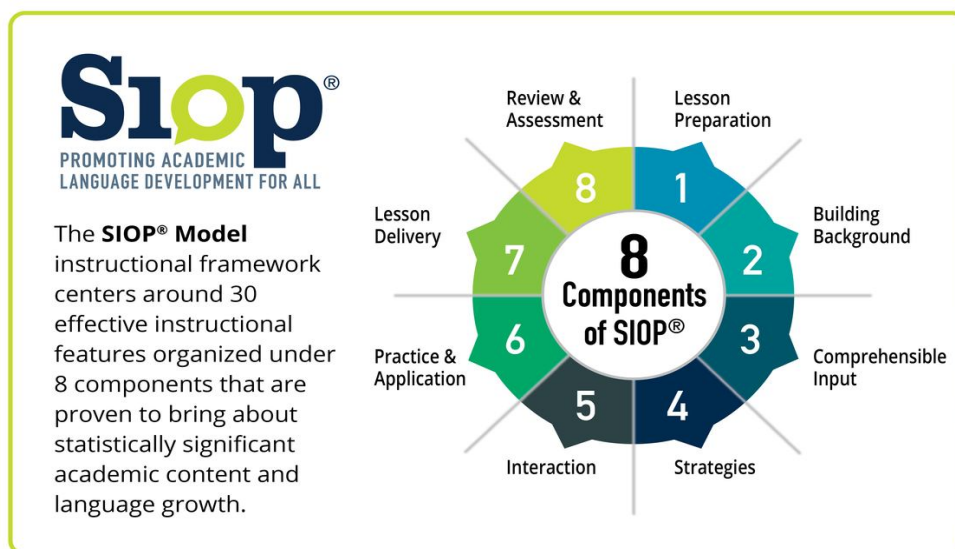 Siop®
PROMOTING ACADEMIC
LANGUAGE DEVELOPMENT FOR ALL
The SIOP® Model
instructional framework
centers around 30
effective instructional
features organized under
8 components that are
proven to bring about
statistically significant
academic content and
language growth.
8
Components
of SIOP®
1
Lesson
Preparation
2
Building
Background
3
Comprehensible
Input
4
Strategies
5
Interaction
6
Practice &
Application
7
Lesson
Delivery
8
Review &
Assessment